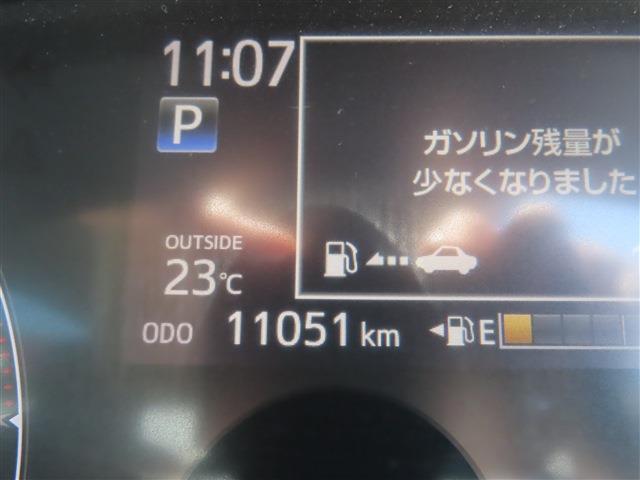 11:07
P
ガソリン残量が
少なくなりました
OUTSIDE
23℃
ODO 11051 km E